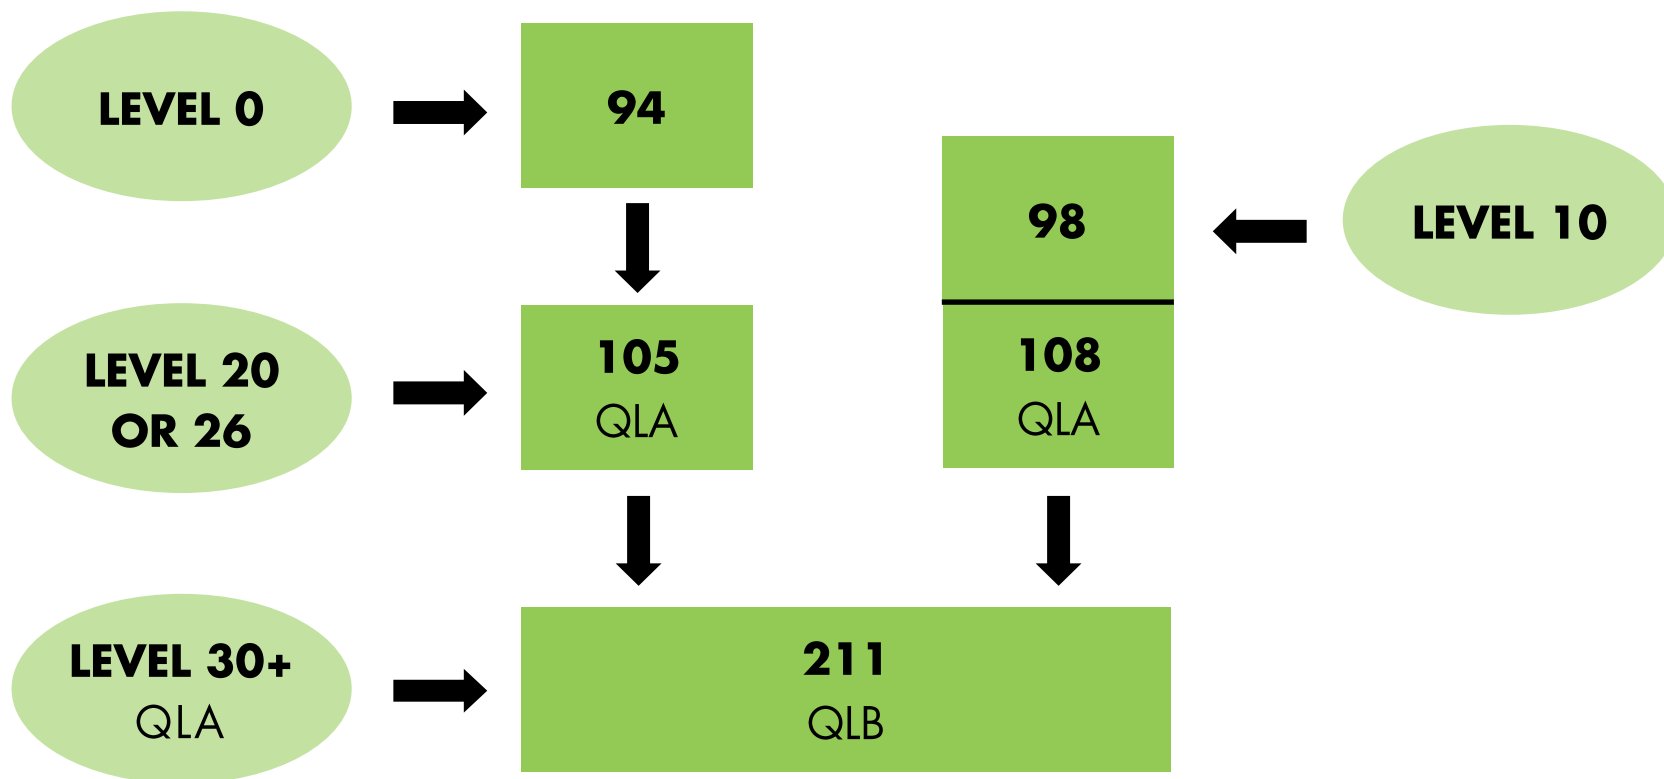 LEVEL 0
94
98
LEVEL 10
LEVEL 20
OR 26
105
QLA
108
QLA
LEVEL 30+
QLA
211
QLB